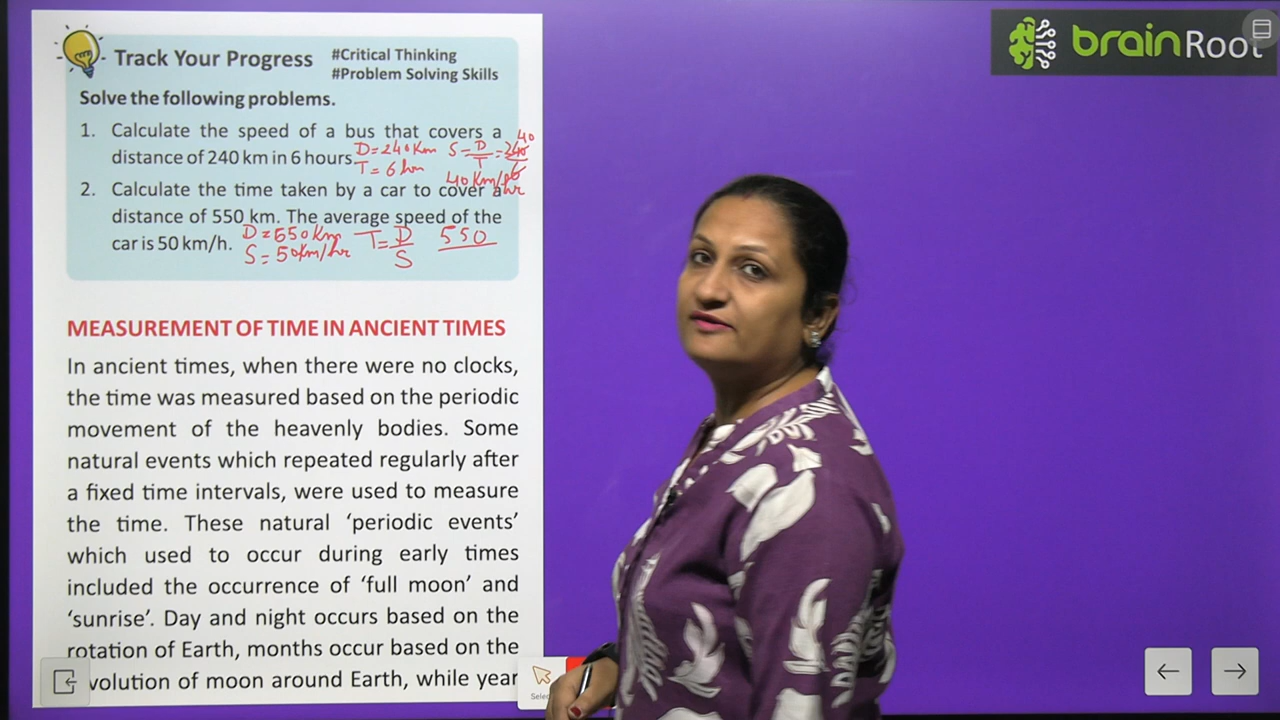 Track Your Progress #Critical Thinking
#Problem Solving Skills
brainRoot
Solve the following problems.
1. Calculate the speed of a bus that covers a
distance of 240 km in 6 hours.
D = 240 Km S = D/T = 240/6 40
T = 6 hr 40 Km/hr
2. Calculate the time taken by a car to cover a
distance of 550 km. The average speed of the
car is 50 km/h.
D = 550 Km T = D/S 550
S = 50 Km/hr
MEASUREMENT OF TIME IN ANCIENT TIMES
In ancient times, when there were no clocks,
the time was measured based on the periodic
movement of the heavenly bodies. Some
natural events which repeated regularly after
a fixed time intervals, were used to measure
the time. These natural ‘periodic events’
which used to occur during early times
included the occurrence of ‘full moon’ and
‘sunrise’. Day and night occurs based on the
rotation of Earth, months occur based on the
volution of moon around Earth, while year
Selec